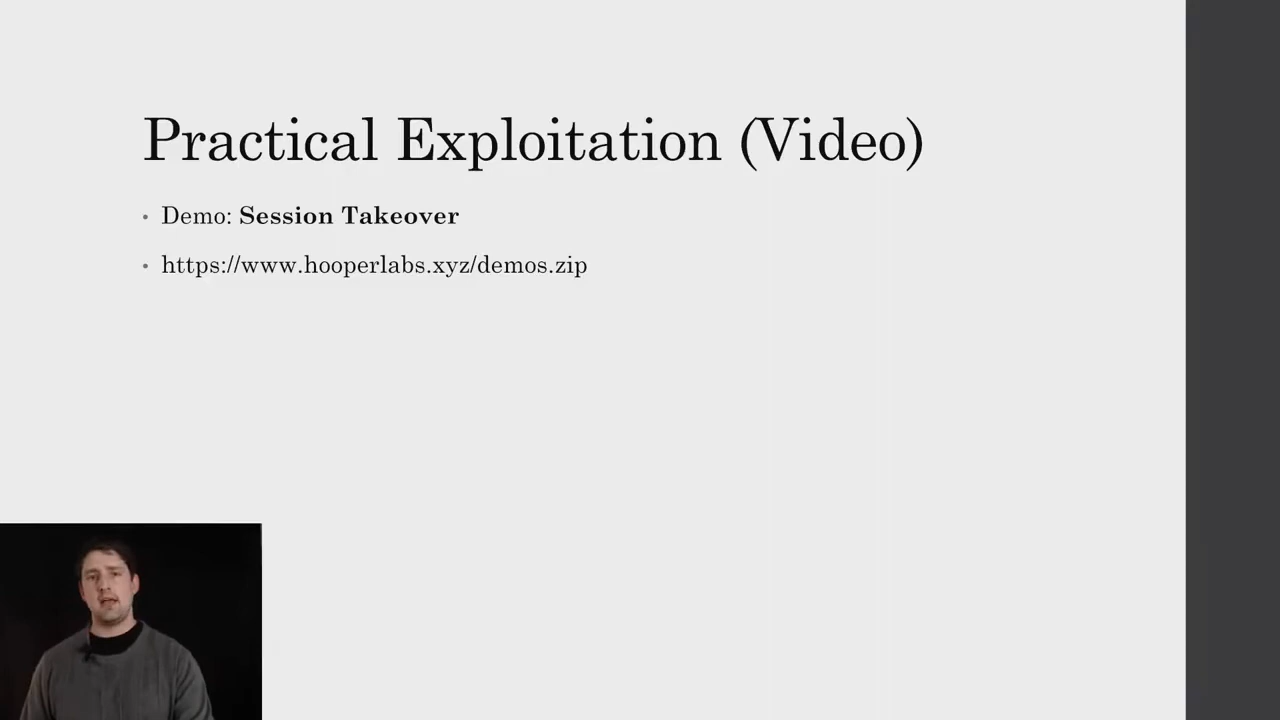 Practical Exploitation (Video)
• Demo: Session Takeover
• https://www.hooperlabs.xyz/demos.zip